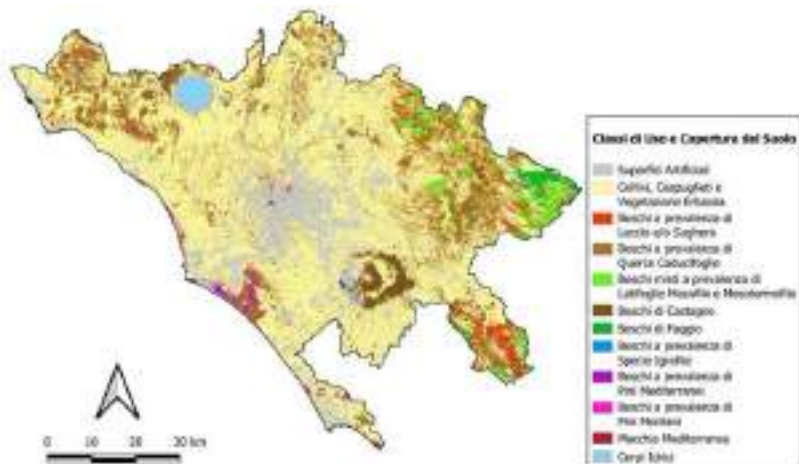 Classi di Uso e Copertura del Suolo
Superfici Artificiali
Coltivi, Cespuglieti e
Vegetazione Erbacea
Boschi a prevalenza di
Leccio e/o Sughera
Boschi a prevalenza di
Querce Caducifoglie
Boschi misti a prevalenza di
Latifoglie Mesofile e Mesotermofile
Boschi di Castagno
Boschi di Faggio
Boschi a prevalenza di
Specie Igrofile
Boschi a prevalenza di
Pini Mediterranei
Boschi a prevalenza di
Pini Montani
Macchia Mediterranea
Corpi Idrici
0 10 20 30 km